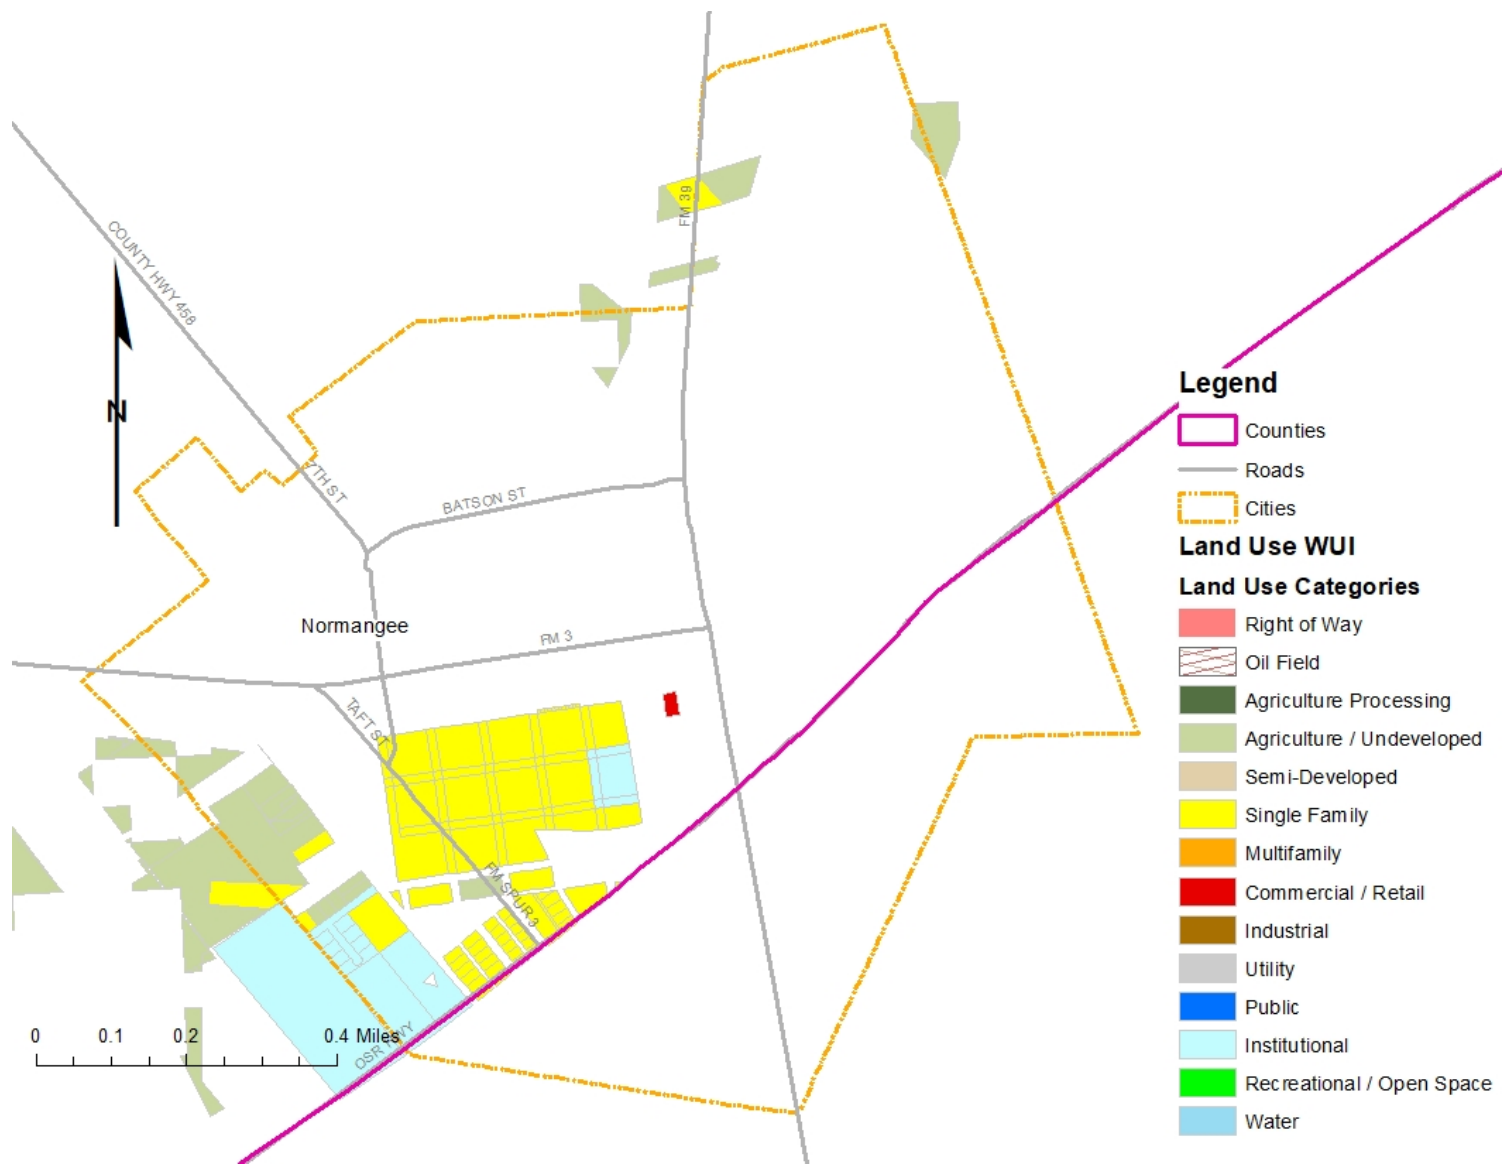 FM 39
COUNTY HWY 458
N
7TH ST
BATSON ST
Normangee
FM 3
TAFT ST
FM SPUR 3
OSR HWY
0 0.1 0.2 0.4 Miles
Legend
Counties
Roads
Cities
Land Use WUI
Land Use Categories
Right of Way
Oil Field
Agriculture Processing
Agriculture / Undeveloped
Semi-Developed
Single Family
Multifamily
Commercial / Retail
Industrial
Utility
Public
Institutional
Recreational / Open Space
Water